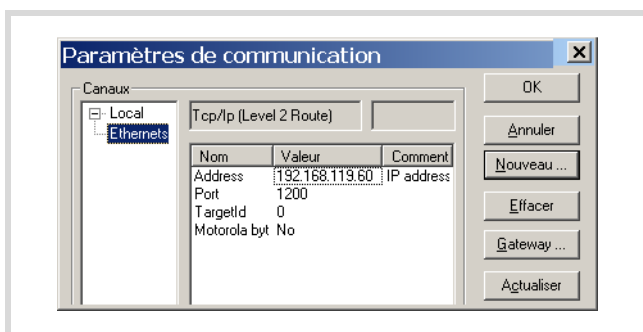 Paramètres de communication
Canaux
Local
Ethernets
Tcp/Ip (Level 2 Route)
Nom Valeur Comment
Address 192.168.119.60 IP address
Port 1200
TargetId 0
Motorola byt No
OK
Annuler
Nouveau ...
Effacer
Gateway ...
Actualiser